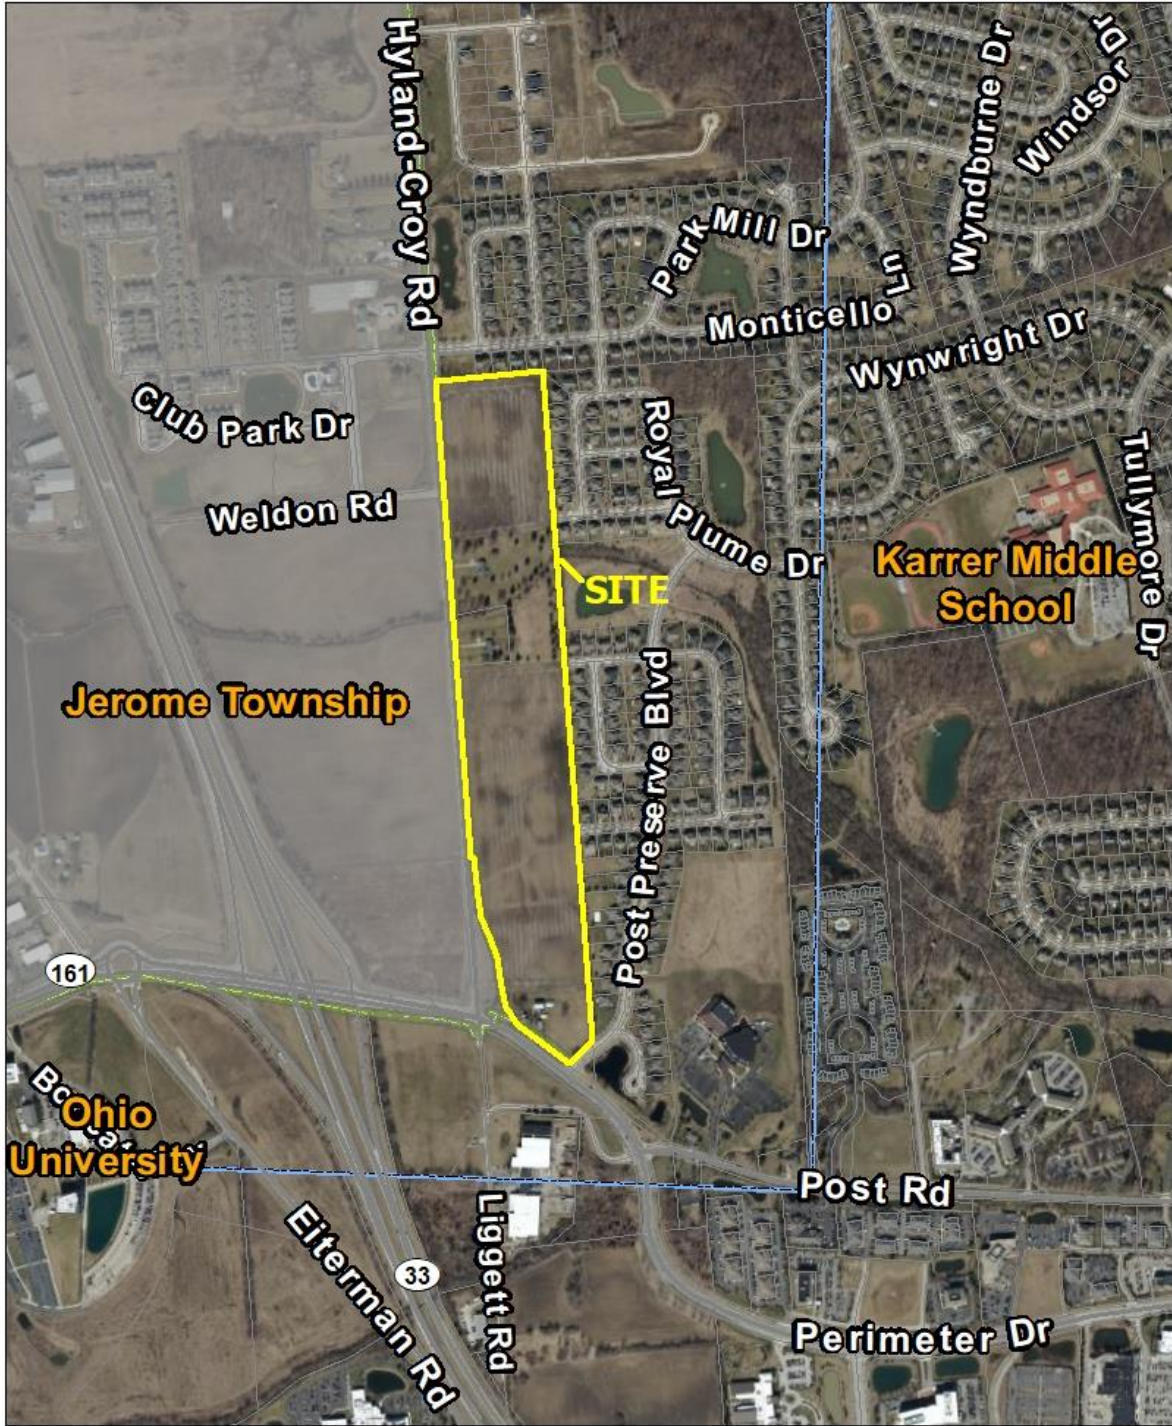 Hyland-Croy Rd
Wyndburne Dr
Windsor Dr
Park Mill Dr
Monticello Ln
Wynwright Dr
Club Park Dr
Royal Plume Dr
Tullymore Dr
Weldon Rd
Karrer Middle
School
SITE
Jerome Township
Post Preserve Blvd
161
Ohio
University
Post Rd
Eiterman Rd
33
Liggett Rd
Perimeter Dr